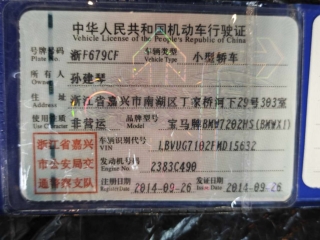 中华人民共和国机动车行驶证
Vehicle License of the People's Republic of China
号牌号码 浙F679CF 车辆类型 小型轿车
Plate No. Vehicle Type
所有人 孙建琴
Owner
住址 浙江省嘉兴市南湖区丁家桥河下29号303室
Address
使用性质 非营运 品牌型号 宝马牌BMW7202HS(BMWX1)
Use Character Model
浙江省嘉兴市公安局交通警察支队
车辆识别代号 LBVUG7102FMD15632
VIN
发动机号码 2383C490
Engine No.
注册日期 2014-09-26 发证日期 2014-09-26
Register Date Issue Date